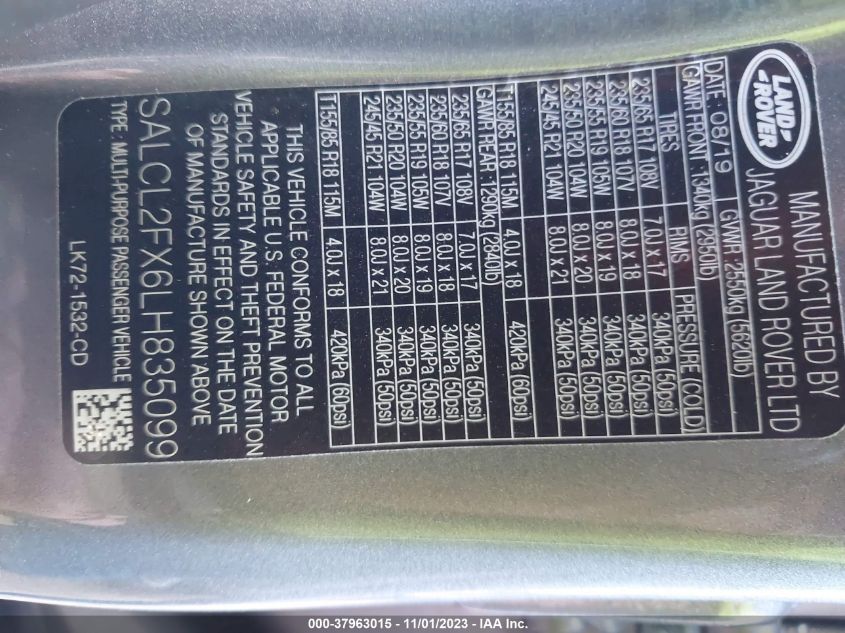 LAND
ROVER
MANUFACTURED BY
JAGUAR LAND ROVER LTD
DATE: 08/19 GVWR: 2550kg (5620lb)
GAWR FRONT : 1340kg (2950lb)
TIRES RIMS PRESSURE (COLD)
235/65 R17 108V 7.0J x 17 340kPa (50psi)
235/60 R18 107V 8.0J x 18 340kPa (50psi)
235/55 R19 105W 8.0J x 19 340kPa (50psi)
235/50 R20 104W 8.0J x 20 340kPa (50psi)
245/45 R21 104W 8.0J x 21 340kPa (50psi)
T155/85 R18 115M 4.0J x 18 420kPa (60psi)
GAWR REAR : 1290kg (2840lb)
235/65 R17 108V 7.0J x 17 340kPa (50psi)
235/60 R18 107V 8.0J x 18 340kPa (50psi)
235/55 R19 105W 8.0J x 19 340kPa (50psi)
235/50 R20 104W 8.0J x 20 340kPa (50psi)
245/45 R21 104W 8.0J x 21 340kPa (50psi)
T155/85 R18 115M 4.0J x 18 420kPa (60psi)
THIS VEHICLE CONFORMS TO ALL
APPLICABLE U.S. FEDERAL MOTOR
VEHICLE SAFETY AND THEFT PREVENTION
STANDARDS IN EFFECT ON THE DATE
OF MANUFACTURE SHOWN ABOVE
SALCL2FX6LH835099
TYPE: MULTI-PURPOSE PASSENGER VEHICLE
LK72-1532-CD
000-37963015 - 11/01/2023 - IAA Inc.